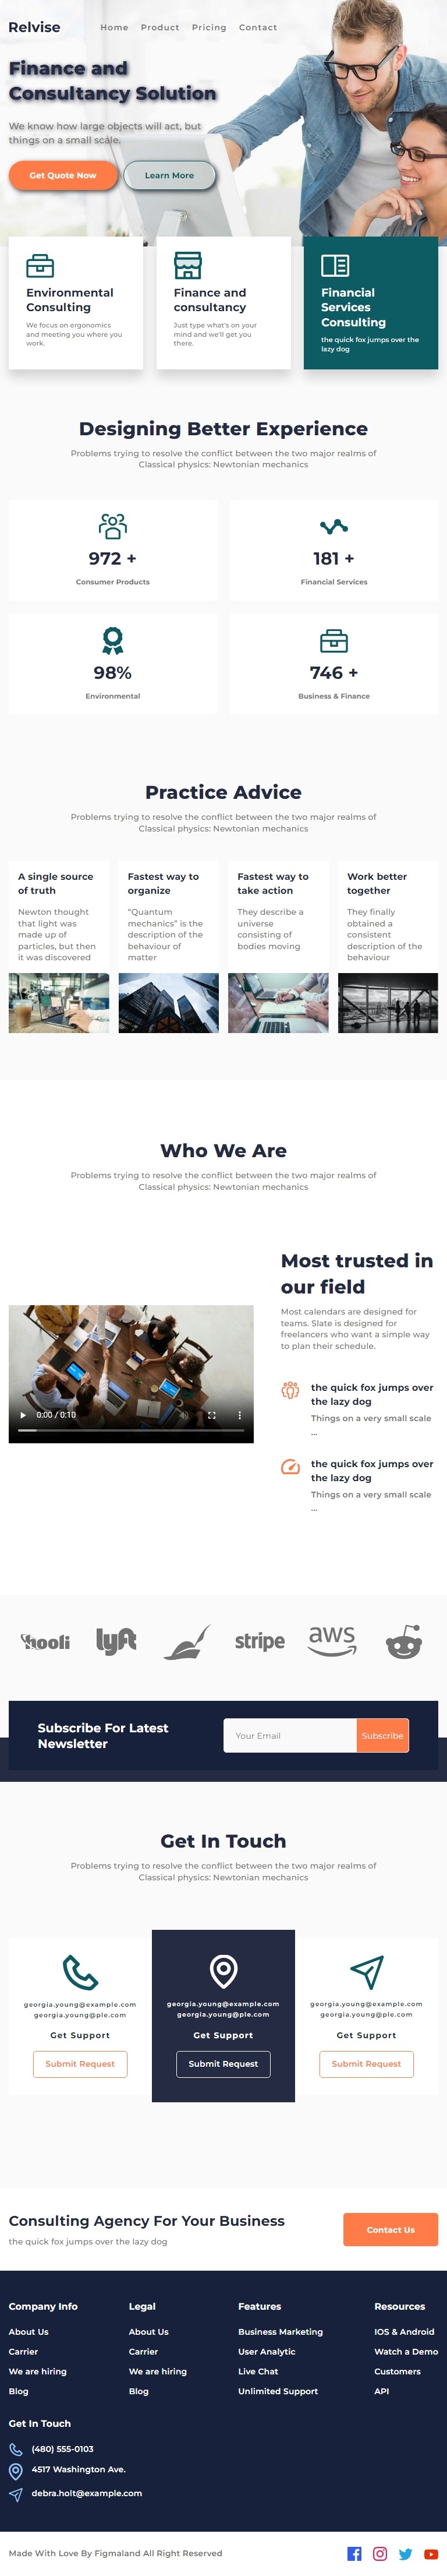 Relvise
Home Product Pricing Contact
Finance and
Consultancy Solution
We know how large objects will act, but
things on a small scale.
Get Quote Now Learn More
Environmental
Consulting
We focus on ergonomics
and meeting you where you
work.
Finance and
consultancy
Just type what's on your
mind and we'll get you
there.
Financial
Services
Consulting
the quick fox jumps over the
lazy dog
Designing Better Experience
Problems trying to resolve the conflict between the two major realms of
Classical physics: Newtonian mechanics
972 +
Consumer Products
181 +
Financial Services
98%
Environmental
746 +
Business & Finance
Practice Advice
Problems trying to resolve the conflict between the two major realms of
Classical physics: Newtonian mechanics
A single source
of truth
Newton thought
that light was
made up of
particles, but then
it was discovered
Fastest way to
organize
“Quantum
mechanics” is the
description of the
behaviour of
matter
Fastest way to
take action
They describe a
universe
consisting of
bodies moving
Work better
together
They finally
obtained a
consistent
description of the
behaviour
Who We Are
Problems trying to resolve the conflict between the two major realms of
Classical physics: Newtonian mechanics
0:00 / 0:10
Most trusted in
our field
Most calendars are designed for
teams. Slate is designed for
freelancers who want a simple way
to plan their schedule.
the quick fox jumps over
the lazy dog
Things on a very small scale
...
the quick fox jumps over
the lazy dog
Things on a very small scale
...
hooli lyft stripe aws
Subscribe For Latest
Newsletter
Your Email Subscribe
Get In Touch
Problems trying to resolve the conflict between the two major realms of
Classical physics: Newtonian mechanics
georgia.young@example.com
georgia.young@ple.com
Get Support
Submit Request
georgia.young@example.com
georgia.young@ple.com
Get Support
Submit Request
georgia.young@example.com
georgia.young@ple.com
Get Support
Submit Request
Consulting Agency For Your Business
the quick fox jumps over the lazy dog
Contact Us
Company Info
About Us
Carrier
We are hiring
Blog
Legal
About Us
Carrier
We are hiring
Blog
Features
Business Marketing
User Analytic
Live Chat
Unlimited Support
Resources
IOS & Android
Watch a Demo
Customers
API
Get In Touch
(480) 555-0103
4517 Washington Ave.
debra.holt@example.com
Made With Love By Figmaland All Right Reserved